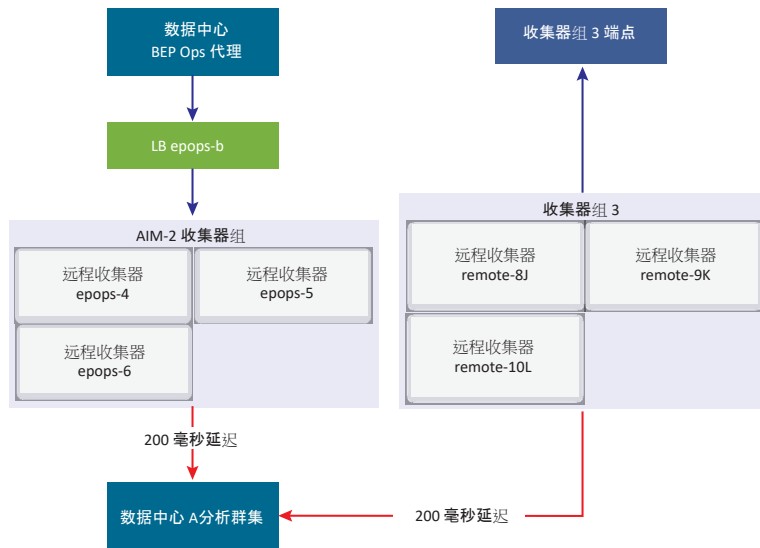 数据中心
BEP Ops 代理
收集器组 3 端点
LB epops-b
AIM-2 收集器组
远程收集器
epops-4
远程收集器
epops-5
远程收集器
epops-6
收集器组 3
远程收集器
remote-8J
远程收集器
remote-9K
远程收集器
remote-10L
200 毫秒延迟
数据中心 A分析群集
200 毫秒延迟